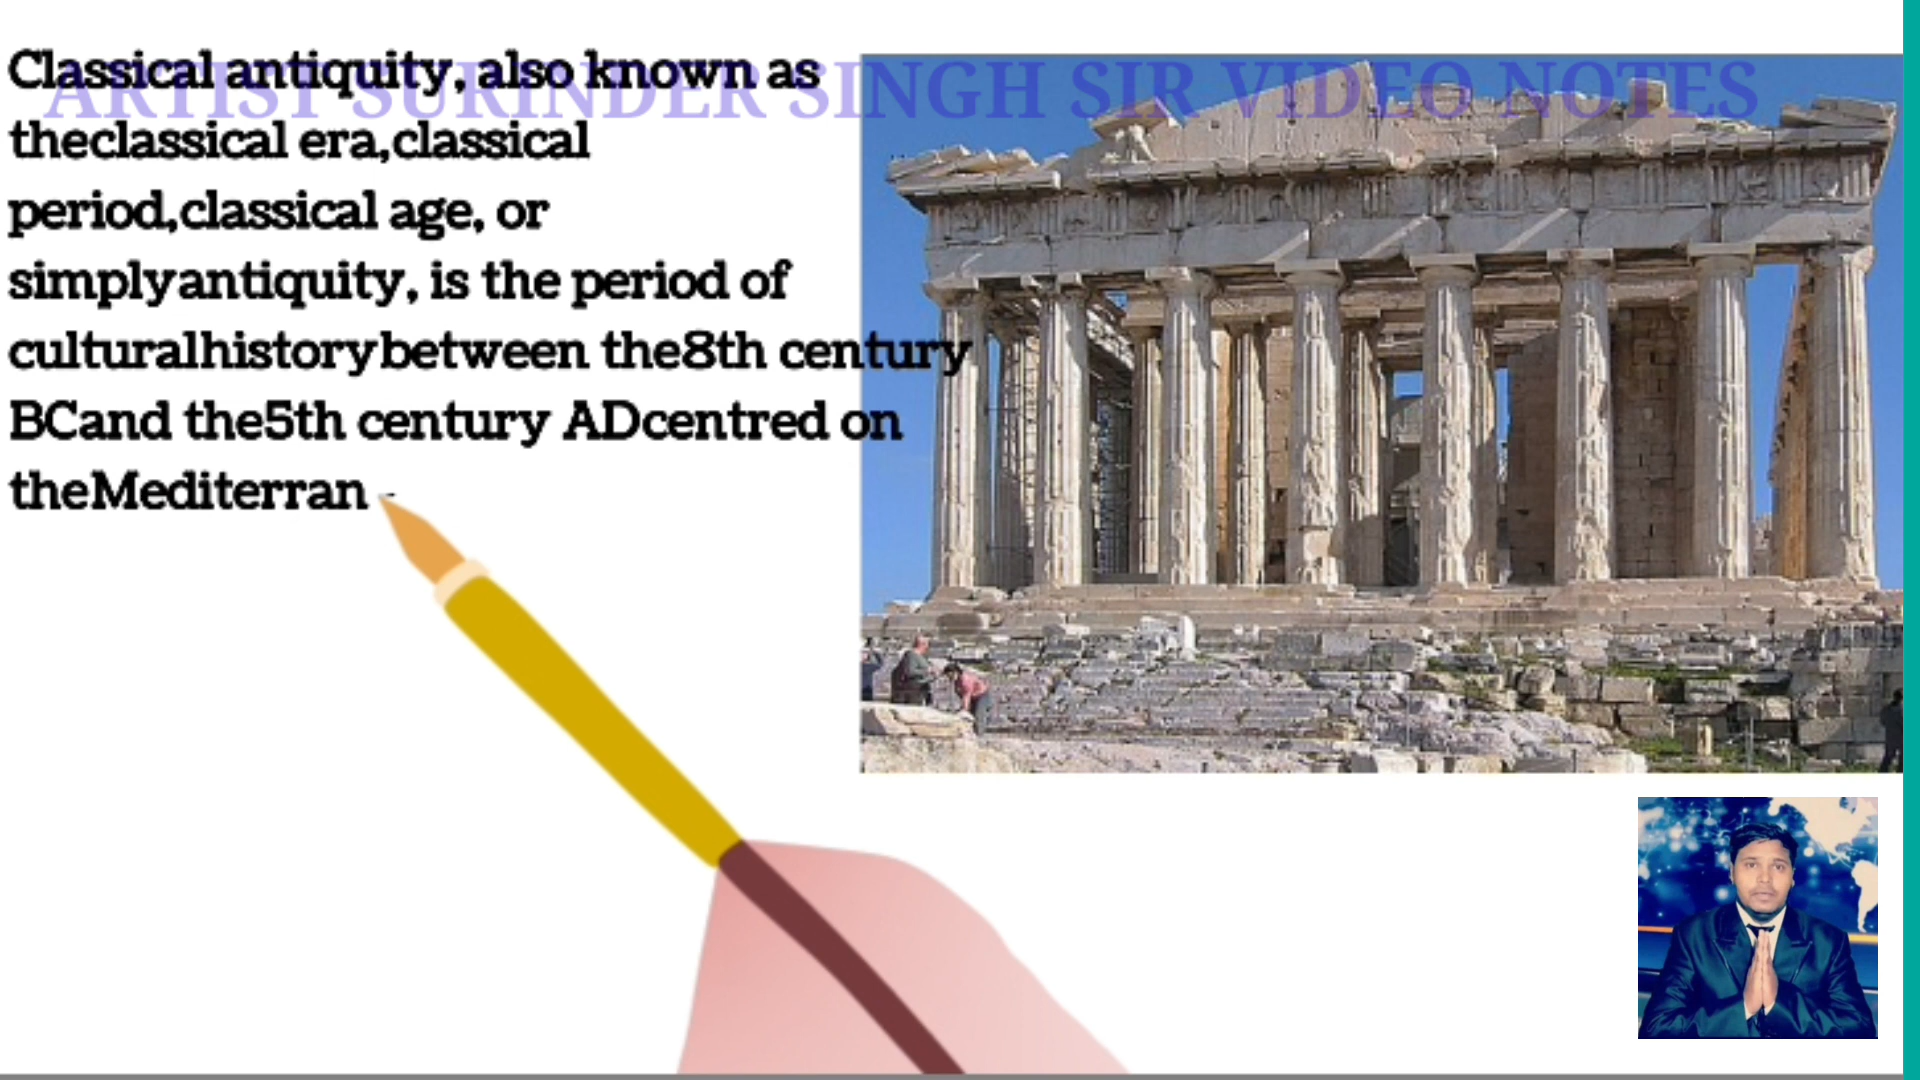 ARTIST SURINDER SINGH SIR VIDEO NOTES
Classical antiquity, also known as
theclassical era,classical
period,classical age, or
simplyantiquity, is the period of
culturalhistorybetween the8th century
BCand the5th century ADcentred on
theMediterran